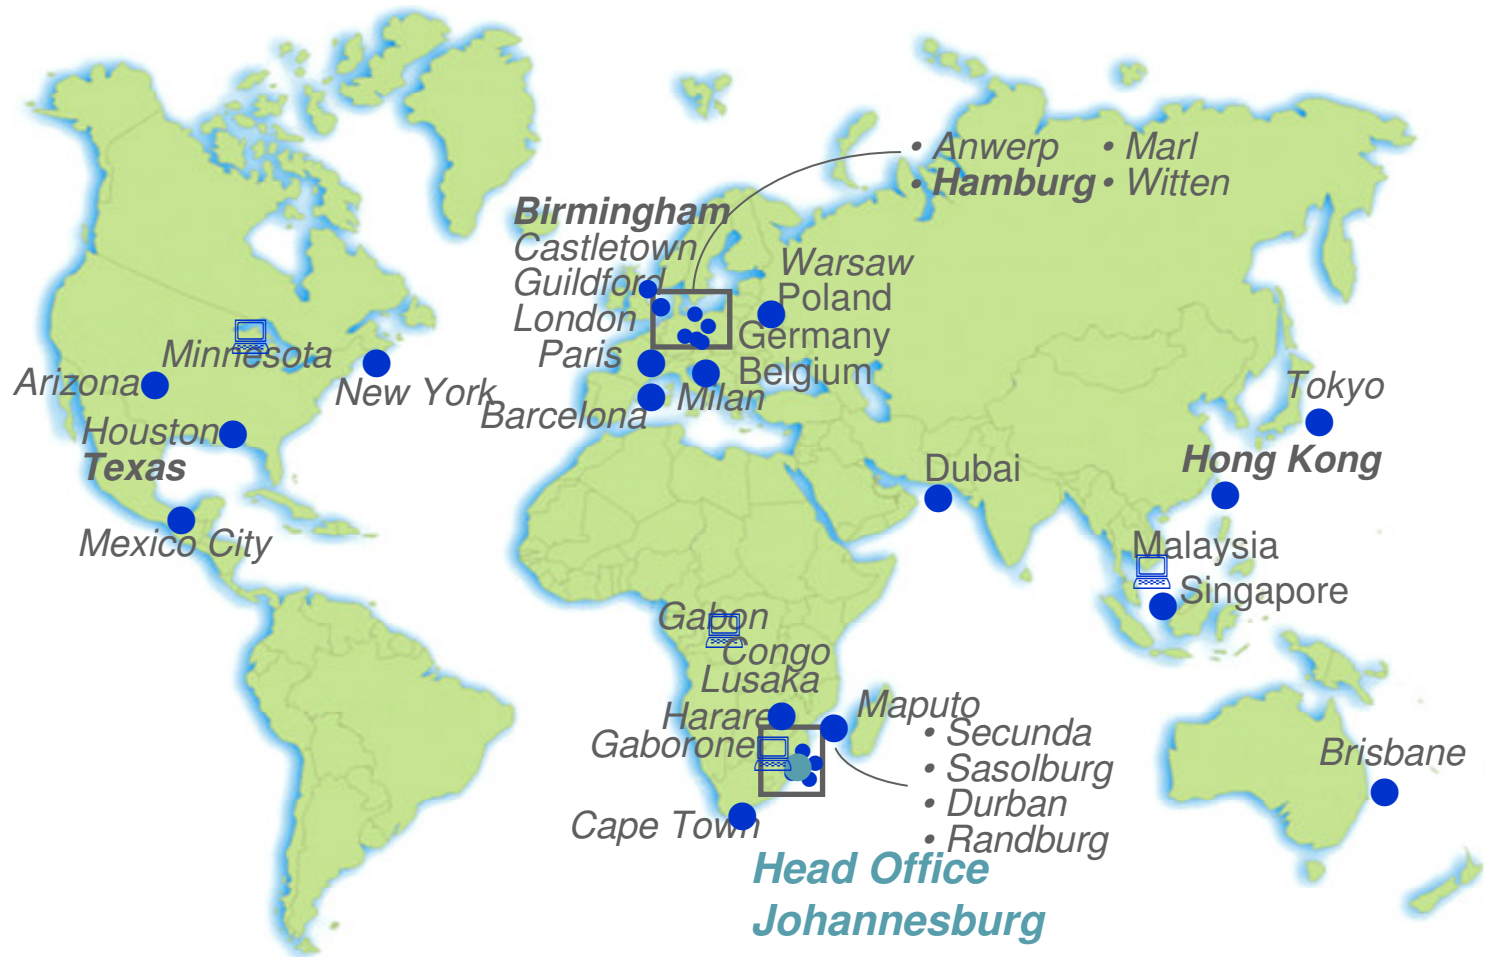 • Anwerp • Marl
• Hamburg • Witten
Birmingham
Castletown
Guildford
London
Paris
Barcelona
Milan
Warsaw
Poland
Germany
Belgium
Minnesota
Arizona
New York
Houston
Texas
Mexico City
Tokyo
Hong Kong
Dubai
Malaysia
Singapore
Gabon
Congo
Lusaka
Harare
Gaborone
Maputo
• Secunda
• Sasolburg
• Durban
• Randburg
Brisbane
Cape Town
Head Office
Johannesburg